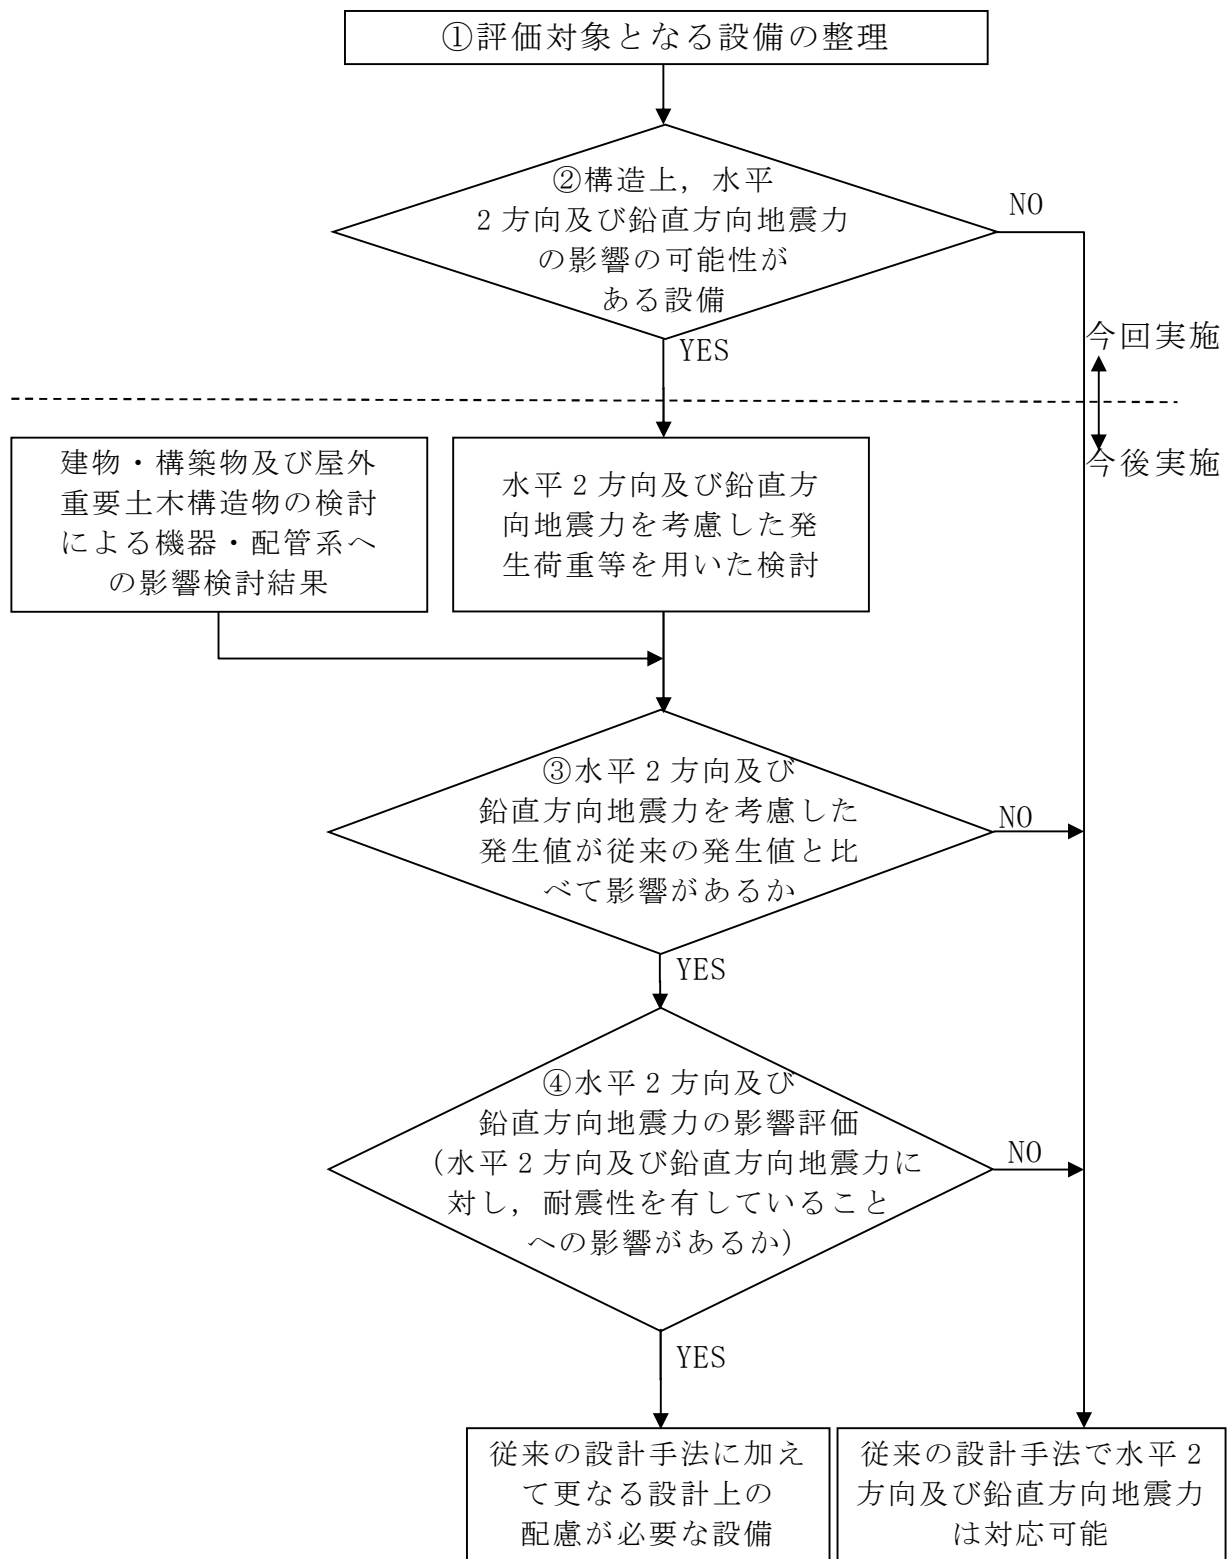 ①評価対象となる設備の整理
②構造上，水平
2方向及び鉛直方向地震力
の影響の可能性が
ある設備
NO
YES
今回実施
今後実施
建物・構築物及び屋外
重要土木構造物の検討
による機器・配管系へ
の影響検討結果
水平2方向及び鉛直方
向地震力を考慮した発
生荷重等を用いた検討
③水平2方向及び
鉛直方向地震力を考慮した
発生値が従来の発生値と比
べて影響があるか
NO
YES
④水平2方向及び
鉛直方向地震力の影響評価
（水平2方向及び鉛直方向地震力に
対し，耐震性を有していること
への影響があるか）
NO
YES
従来の設計手法に加え
て更なる設計上の
配慮が必要な設備
従来の設計手法で水平2
方向及び鉛直方向地震力
は対応可能